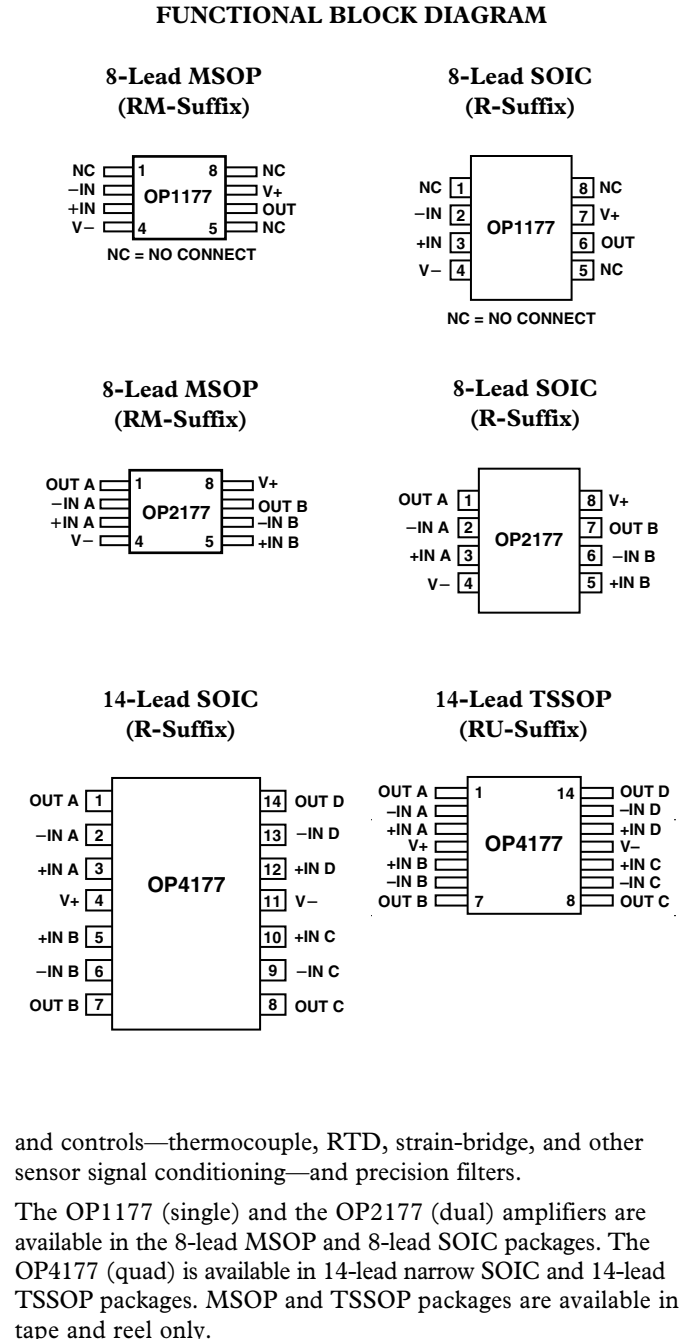 FUNCTIONAL BLOCK DIAGRAM
8-Lead MSOP
(RM-Suffix)
NC 1 8 NC
−IN V+
OP1177
+IN OUT
V− 4 5 NC
NC = NO CONNECT
8-Lead SOIC
(R-Suffix)
NC 1 8 NC
−IN 2 7 V+
OP1177
+IN 3 6 OUT
V− 4 5 NC
NC = NO CONNECT
8-Lead MSOP
(RM-Suffix)
OUT A 1 8 V+
−IN A OUT B
OP2177
+IN A −IN B
V− 4 5 +IN B
8-Lead SOIC
(R-Suffix)
OUT A 1 8 V+
−IN A 2 7 OUT B
OP2177
+IN A 3 6 −IN B
V− 4 5 +IN B
14-Lead SOIC
(R-Suffix)
OUT A 1 14 OUT D
−IN A 2 13 −IN D
+IN A 3 12 +IN D
OP4177
V+ 4 11 V−
+IN B 5 10 +IN C
−IN B 6 9 −IN C
OUT B 7 8 OUT C
14-Lead TSSOP
(RU-Suffix)
OUT A 1 14 OUT D
−IN A −IN D
+IN A +IN D
V+ OP4177 V−
+IN B +IN C
−IN B −IN C
OUT B 7 8 OUT C
and controls—thermocouple, RTD, strain-bridge, and other
sensor signal conditioning—and precision filters.
The OP1177 (single) and the OP2177 (dual) amplifiers are
available in the 8-lead MSOP and 8-lead SOIC packages. The
OP4177 (quad) is available in 14-lead narrow SOIC and 14-lead
TSSOP packages. MSOP and TSSOP packages are available in
tape and reel only.